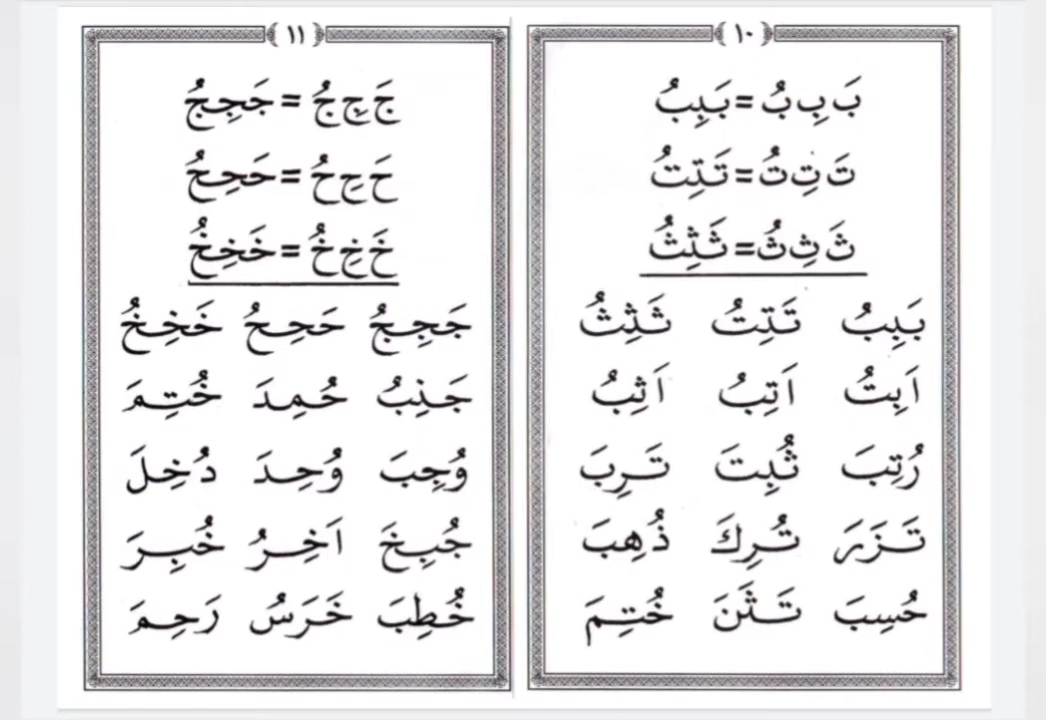 ١٠
بَ بِ بُ = بَبِبُ
تَ تِ تُ = تَتِتُ
ثَ ثِ ثُ = ثَثِثُ
بَبِبُ تَتِتُ ثَثِثُ
اَبِتُ اَتِبُ اَثِبُ
رُتِبَ ثُبِتَ تَرِبَ
تَزَرَ تُرِكَ ذُهِبَ
حُسِبَ تَثَنَ خُتِمَ
١١
جَ جِ جُ = جَجِجُ
حَ حِ حُ = حَحِحُ
خَ خِ خُ = خَخِخُ
جَجِجُ حَحِحُ خَخِخُ
جَنِبُ حُمِدَ خُتِمَ
وُجِبَ وُحِدَ دُخِلَ
جُبِخَ اَخِرُ خُبِرَ
خُطِبَ خَرَسُ رَحِمَ